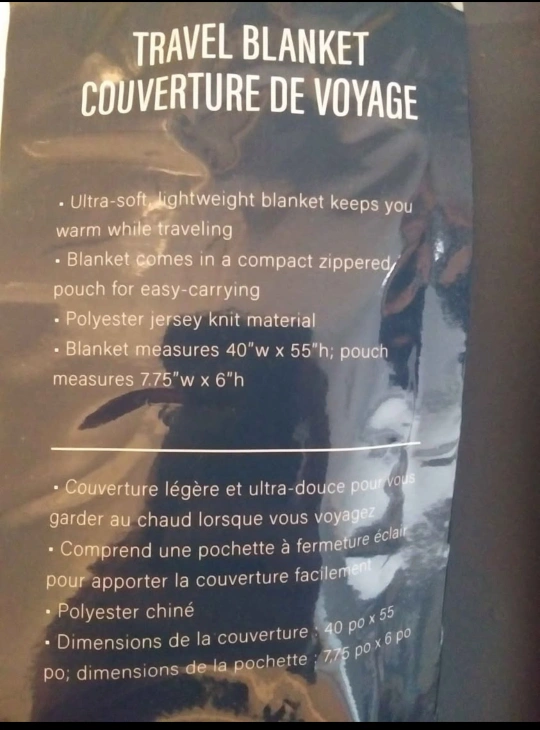 TRAVEL BLANKET
COUVERTURE DE VOYAGE
• Ultra-soft, lightweight blanket keeps you
warm while traveling
• Blanket comes in a compact zippered
pouch for easy-carrying
• Polyester jersey knit material
• Blanket measures 40"w x 55"h; pouch
measures 7.75"w x 6"h
• Couverture légère et ultra-douce pour vous
garder au chaud lorsque vous voyagez
• Comprend une pochette à fermeture éclair
pour apporter la couverture facilement
• Polyester chiné
• Dimensions de la couverture : 40 po x 55
po; dimensions de la pochette : 7,75 po x 6 po